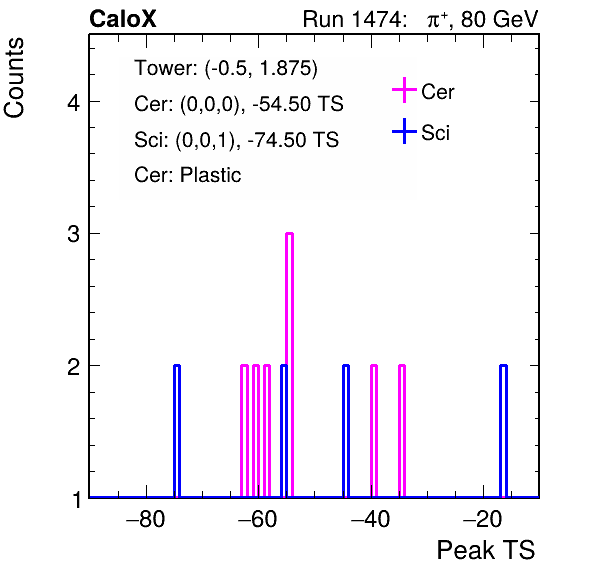 CaloX Run 1474: π⁺, 80 GeV
Counts
Tower: (-0.5, 1.875)
Cer: (0,0,0), -54.50 TS
Sci: (0,0,1), -74.50 TS
Cer: Plastic
Cer
Sci
4
3
2
1
−80 −60 −40 −20
Peak TS